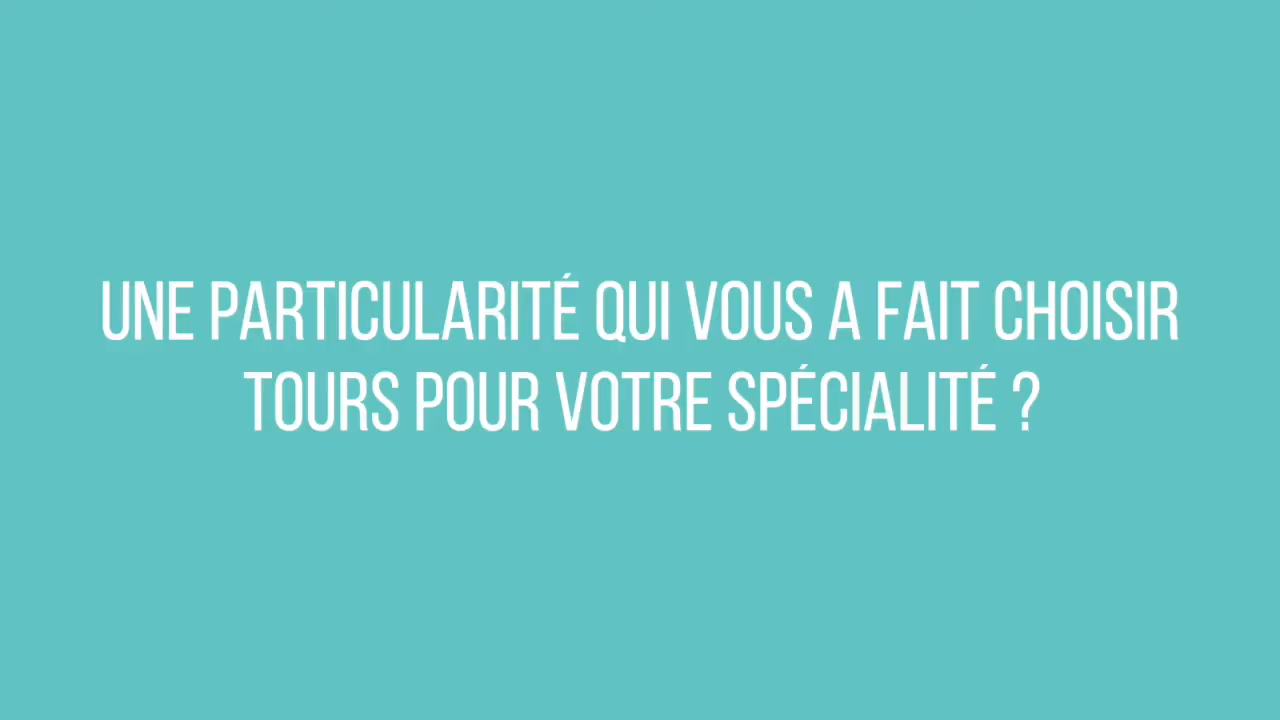 UNE PARTICULARITÉ QUI VOUS A FAIT CHOISIR
TOURS POUR VOTRE SPÉCIALITÉ ?